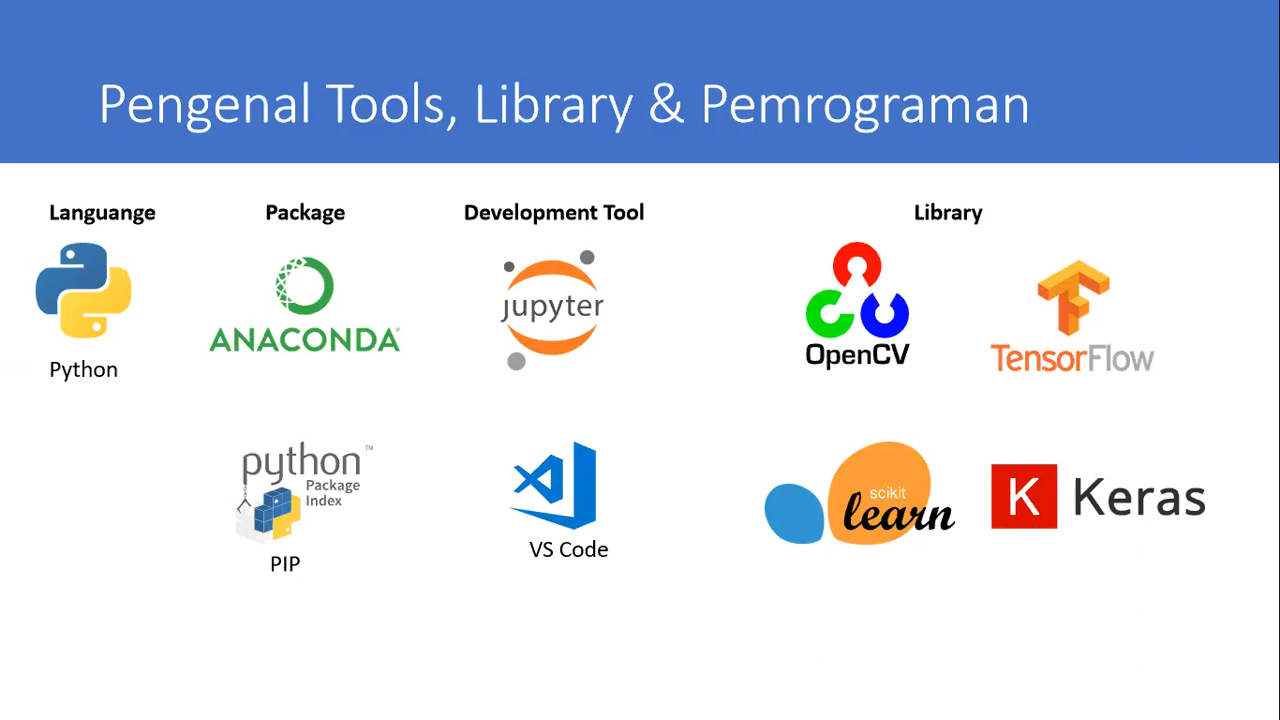 Pengenal Tools, Library & Pemrograman
Languange
Package
Development Tool
Library
Python
ANACONDA
jupyter
OpenCV
TensorFlow
python™
Package
Index
PIP
VS Code
scikit
learn
K Keras